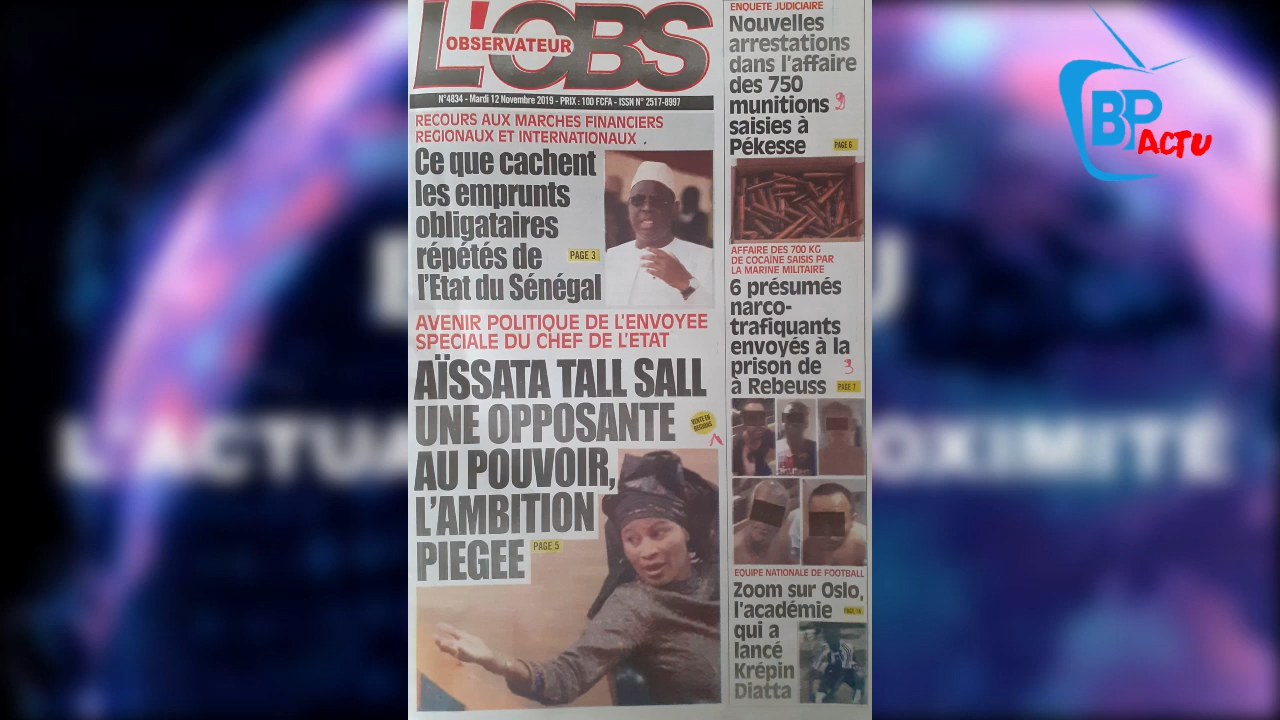 L'OBS
OBSERVATEUR
N°4834 - Mardi 12 Novembre 2019 - PRIX : 100 FCFA - ISSN N° 2517-8997
RECOURS AUX MARCHES FINANCIERS
REGIONAUX ET INTERNATIONAUX
Ce que cachent
les emprunts
obligataires
répétés de
l'Etat du Sénégal
PAGE 3
AVENIR POLITIQUE DE L'ENVOYEE
SPECIALE DU CHEF DE L'ETAT
AÏSSATA TALL SALL
UNE OPPOSANTE
AU POUVOIR,
L'AMBITION
PIEGEE
PAGE 5
ENQUETE JUDICIAIRE
Nouvelles
arrestations
dans l'affaire
des 750
munitions
saisies à
Pékesse
PAGE 6
AFFAIRE DES 700 KG
DE COCAÏNE SAISIS PAR
LA MARINE MILITAIRE
6 présumés
narco-
trafiquants
envoyés à la
prison de
à Rebeuss
PAGE 7
EQUIPE NATIONALE DE FOOTBALL
Zoom sur Oslo,
l'académie
qui a
lancé
Krépin
Diatta
BP
ACTU
L'ACTU
OXIMITÉ